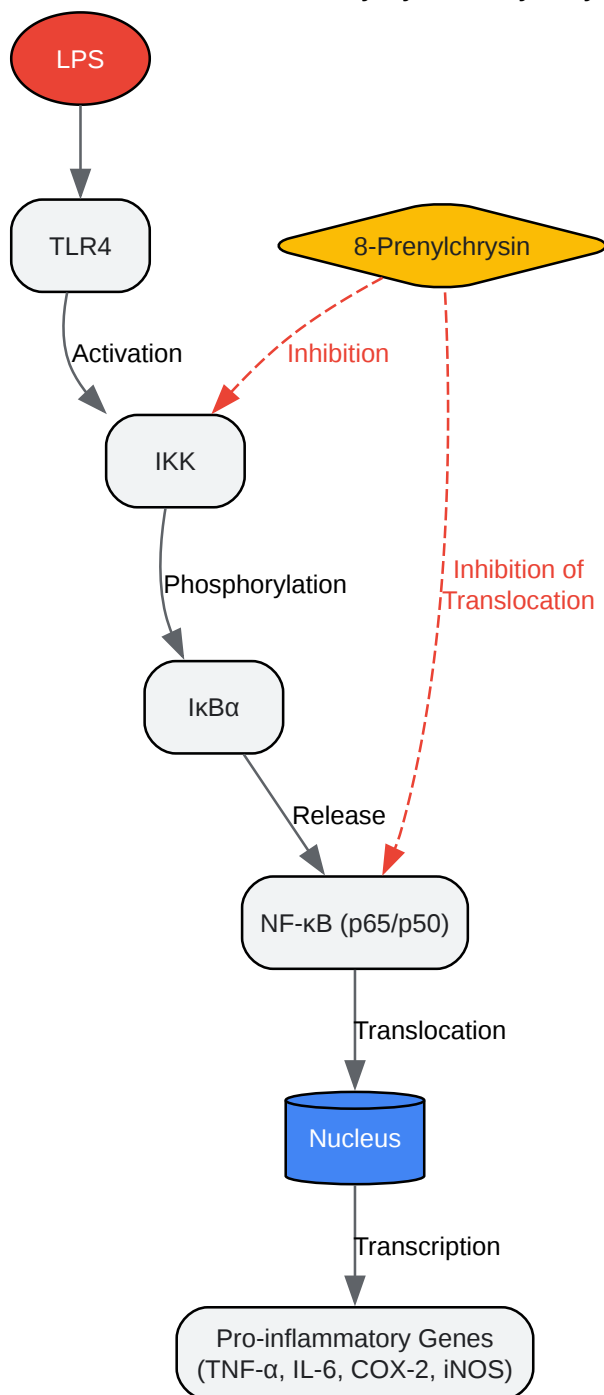 LPS
TLR4
8-Prenylchrysin
Activation
Inhibition
IKK
Phosphorylation
Inhibition of
Translocation
IκBα
Release
NF-κB (p65/p50)
Translocation
Nucleus
Transcription
Pro-inflammatory Genes
(TNF-α, IL-6, COX-2, iNOS)